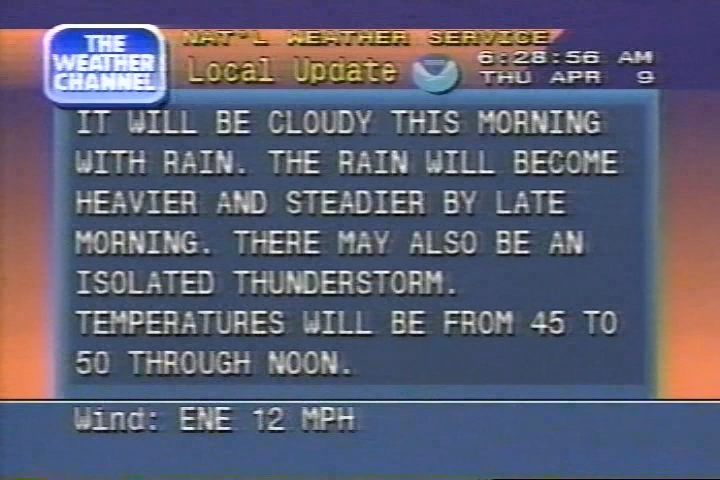 THE
WEATHER
CHANNEL
NAT'L WEATHER SERVICE
Local Update
6:28:56 AM
THU APR 9
IT WILL BE CLOUDY THIS MORNING
WITH RAIN. THE RAIN WILL BECOME
HEAVIER AND STEADIER BY LATE
MORNING. THERE MAY ALSO BE AN
ISOLATED THUNDERSTORM.
TEMPERATURES WILL BE FROM 45 TO
50 THROUGH NOON.
Wind: ENE 12 MPH